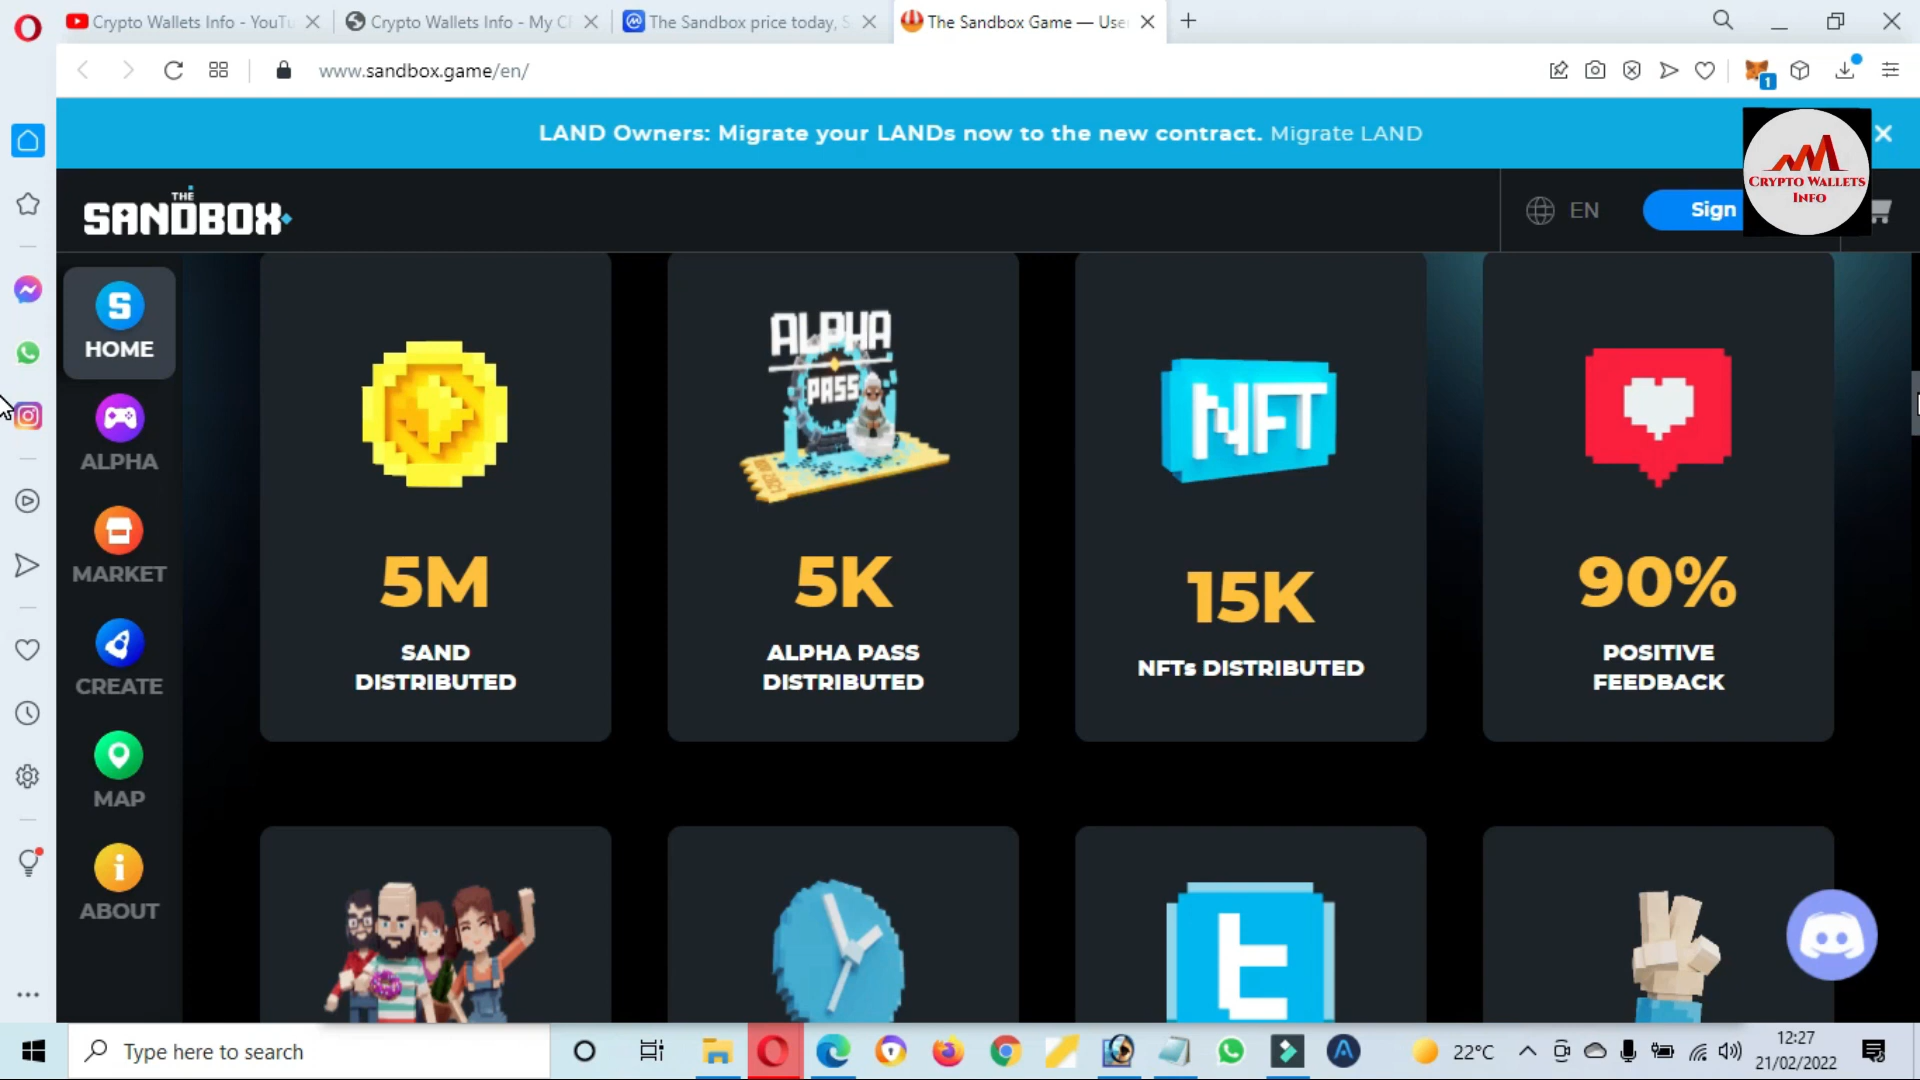 Crypto Wallets Info - YouTu
Crypto Wallets Info - My C
The Sandbox price today, S
The Sandbox Game — Use
www.sandbox.game/en/
1
LAND Owners: Migrate your LANDs now to the new contract. Migrate LAND
CRYPTO WALLETS
INFO
THE
SANDBOX
EN
Sign
S
HOME
ALPHA
MARKET
CREATE
MAP
i
ABOUT
ALPHA
PASS
NFT
5M
SAND
DISTRIBUTED
5K
ALPHA PASS
DISTRIBUTED
15K
NFTs DISTRIBUTED
90%
POSITIVE
FEEDBACK
Type here to search
22°C
12:27
21/02/2022